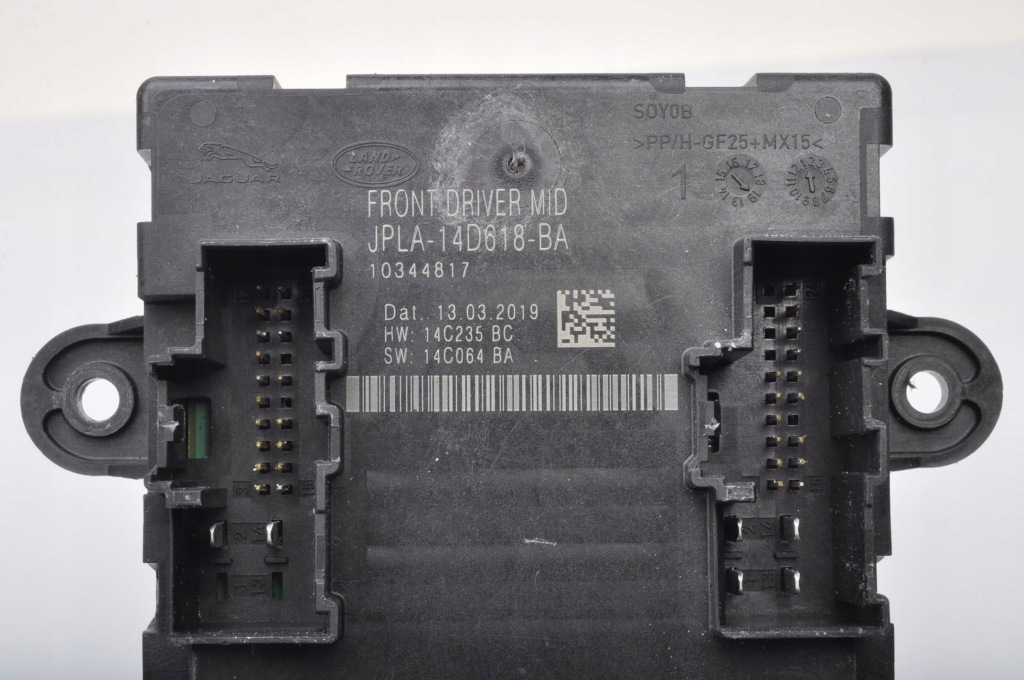 SOY0B
>PP/H-GF25+MX15<
JAGUAR
LAND-
ROVER
1
FRONT DRIVER MID
JPLA-14D618-BA
10344817
Dat. 13.03.2019
HW: 14C235 BC
SW: 14C064 BA